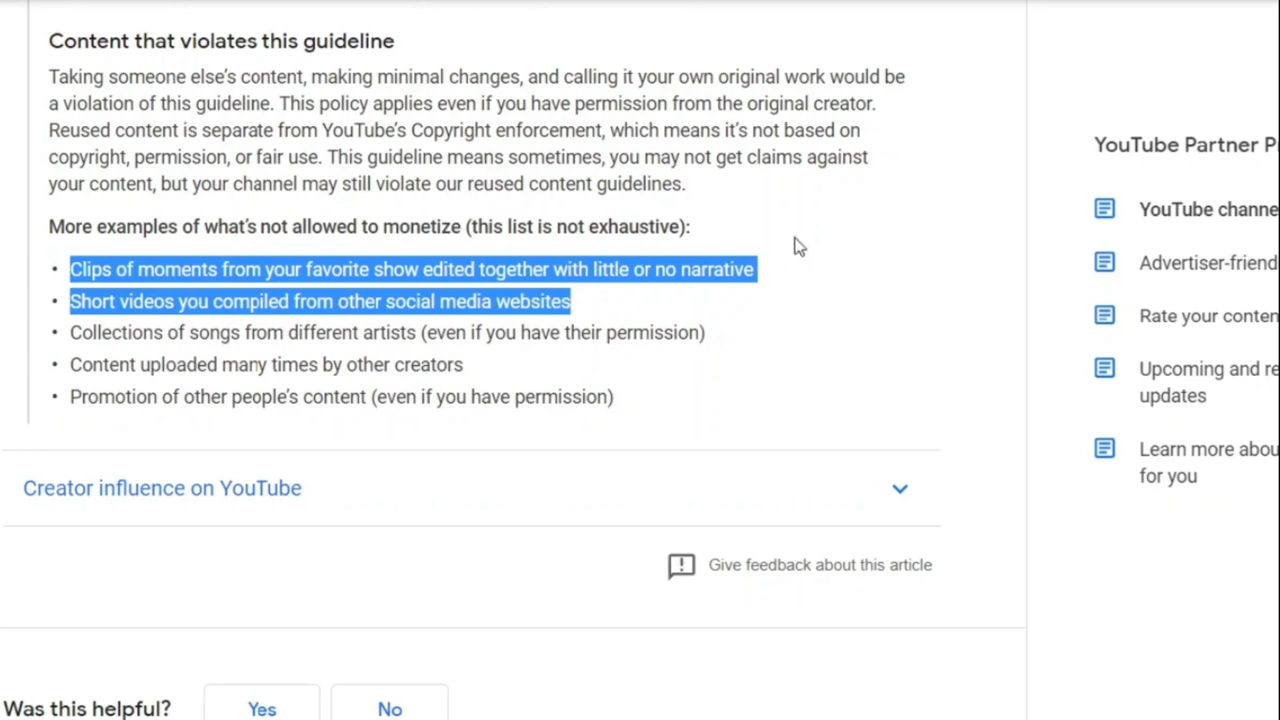 Content that violates this guideline
Taking someone else's content, making minimal changes, and calling it your own original work would be
a violation of this guideline. This policy applies even if you have permission from the original creator.
Reused content is separate from YouTube's Copyright enforcement, which means it's not based on
copyright, permission, or fair use. This guideline means sometimes, you may not get claims against
your content, but your channel may still violate our reused content guidelines.
More examples of what's not allowed to monetize (this list is not exhaustive):
• Clips of moments from your favorite show edited together with little or no narrative
• Short videos you compiled from other social media websites
• Collections of songs from different artists (even if you have their permission)
• Content uploaded many times by other creators
• Promotion of other people's content (even if you have permission)
Creator influence on YouTube
Give feedback about this article
Was this helpful?
Yes
No
YouTube Partner P
YouTube channe
Advertiser-friend
Rate your conten
Upcoming and re
updates
Learn more abou
for you